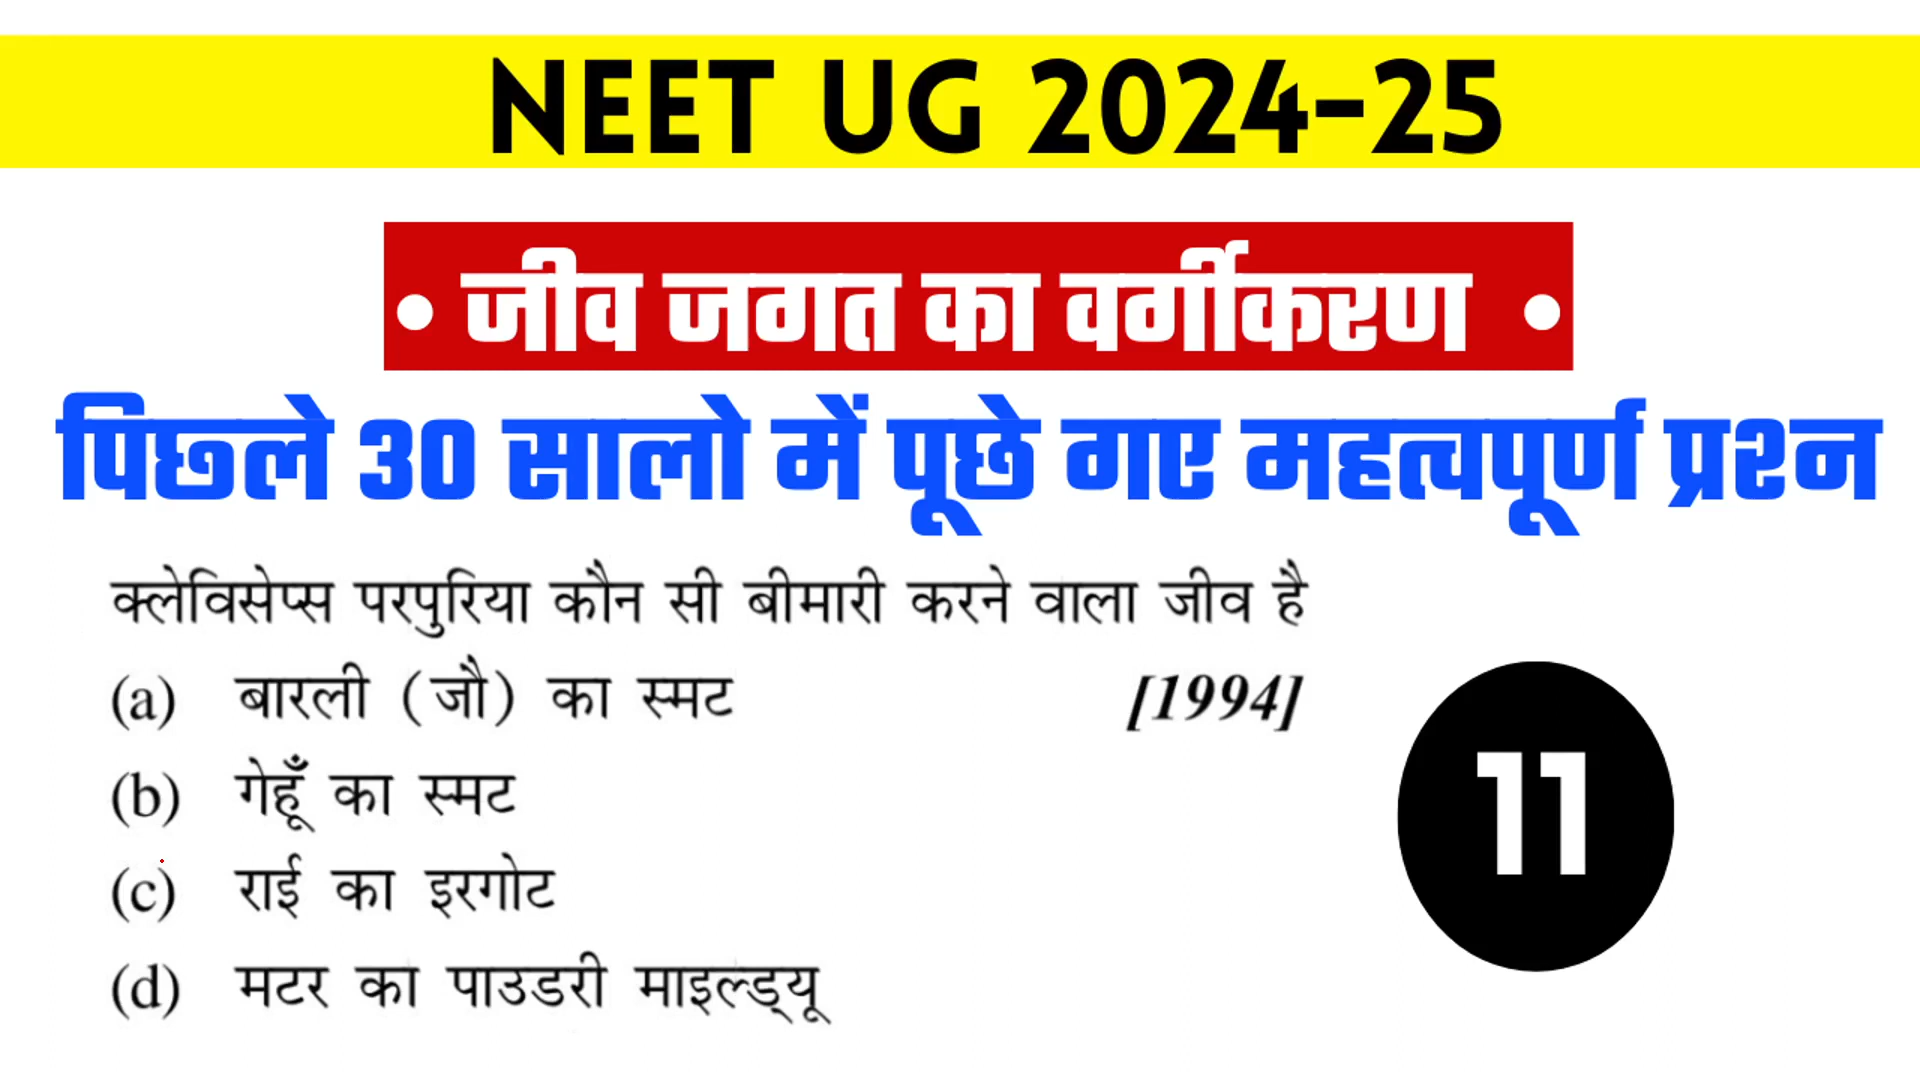 NEET UG 2024-25
• जीव जगत का वर्गीकरण •
पिछले 30 सालो में पूछे गए महत्वपूर्ण प्रश्न
क्लेविसेप्स परपुरिया कौन सी बीमारी करने वाला जीव है
(a) बारली (जौ) का स्मट [1994]
(b) गेहूँ का स्मट
(c) राई का इरगोट
(d) मटर का पाउडरी माइल्ड्यू
11